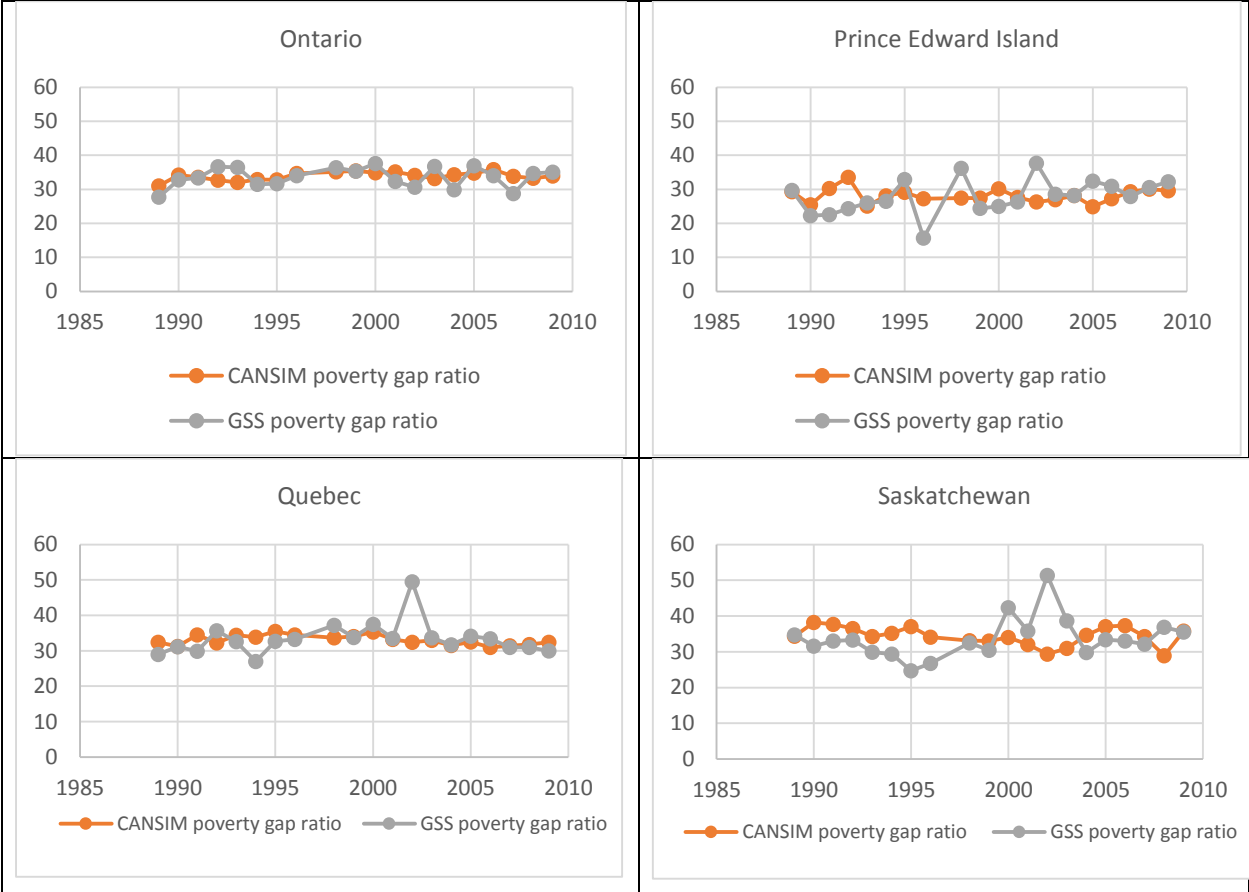 Ontario
60
50
40
30
20
10
0
1985 1990 1995 2000 2005 2010
CANSIM poverty gap ratio
GSS poverty gap ratio
Prince Edward Island
60
50
40
30
20
10
0
1985 1990 1995 2000 2005 2010
CANSIM poverty gap ratio
GSS poverty gap ratio
Quebec
60
50
40
30
20
10
0
1985 1990 1995 2000 2005 2010
CANSIM poverty gap ratio GSS poverty gap ratio
Saskatchewan
60
50
40
30
20
10
0
1985 1990 1995 2000 2005 2010
CANSIM poverty gap ratio GSS poverty gap ratio